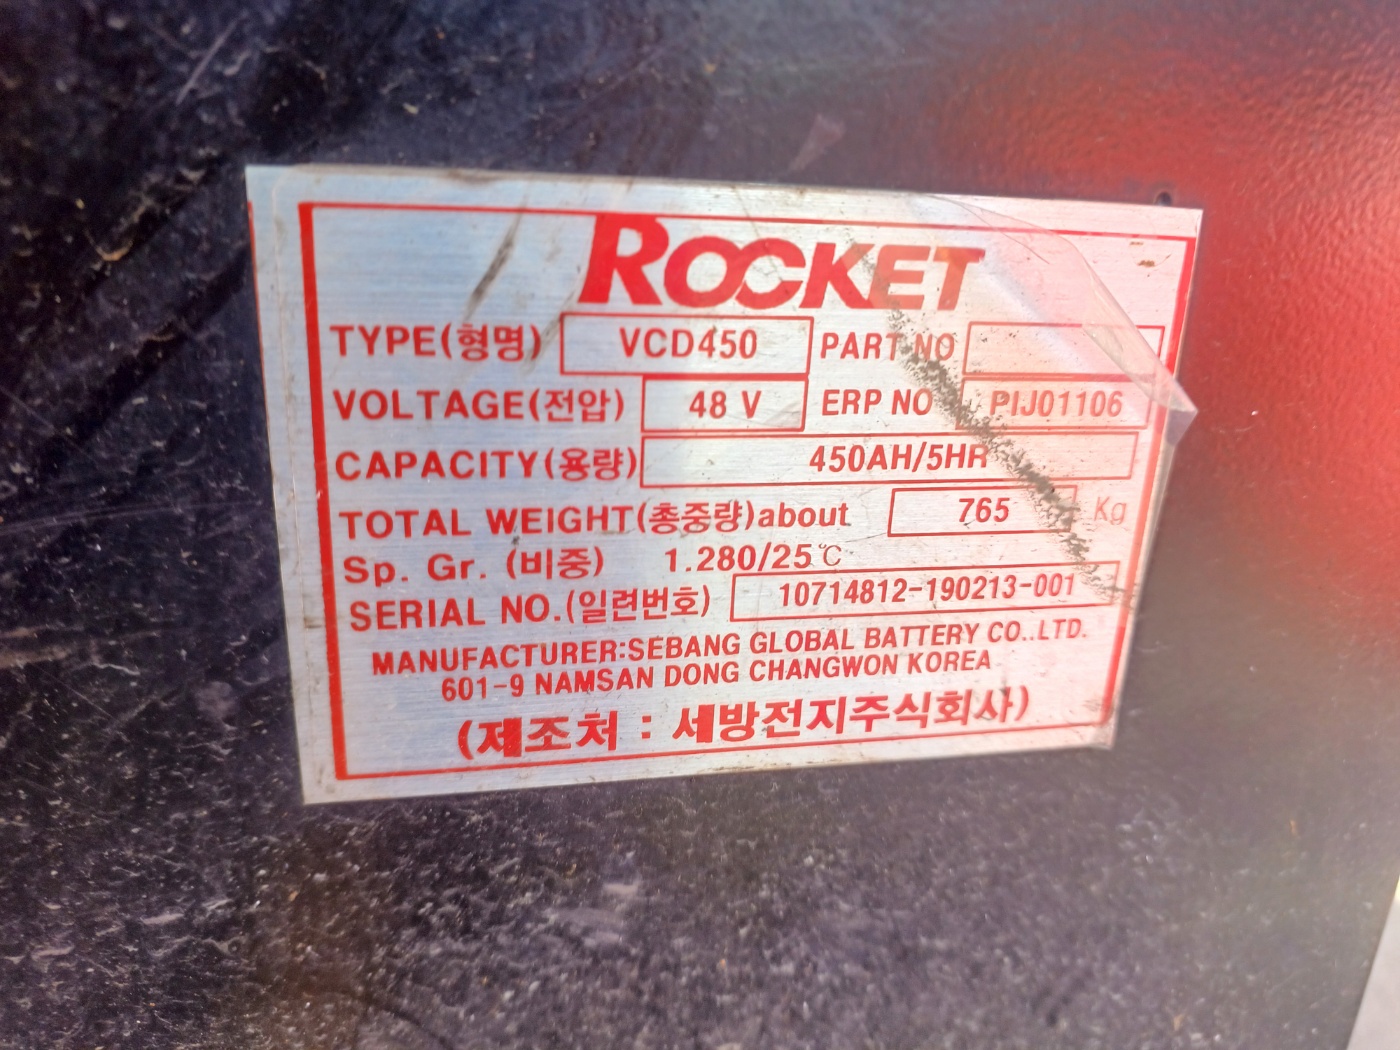 ROCKET
TYPE(형명) VCD450 PART NO
VOLTAGE(전압) 48 V ERP NO PIJ01106
CAPACITY(용량) 450AH/5HR
TOTAL WEIGHT(총중량)about 765 Kg
Sp. Gr. (비중) 1.280/25℃
SERIAL NO.(일련번호) 10714812-190213-001
MANUFACTURER:SEBANG GLOBAL BATTERY CO..LTD.
601-9 NAMSAN DONG CHANGWON KOREA
(제조처 : 세방전지주식회사)